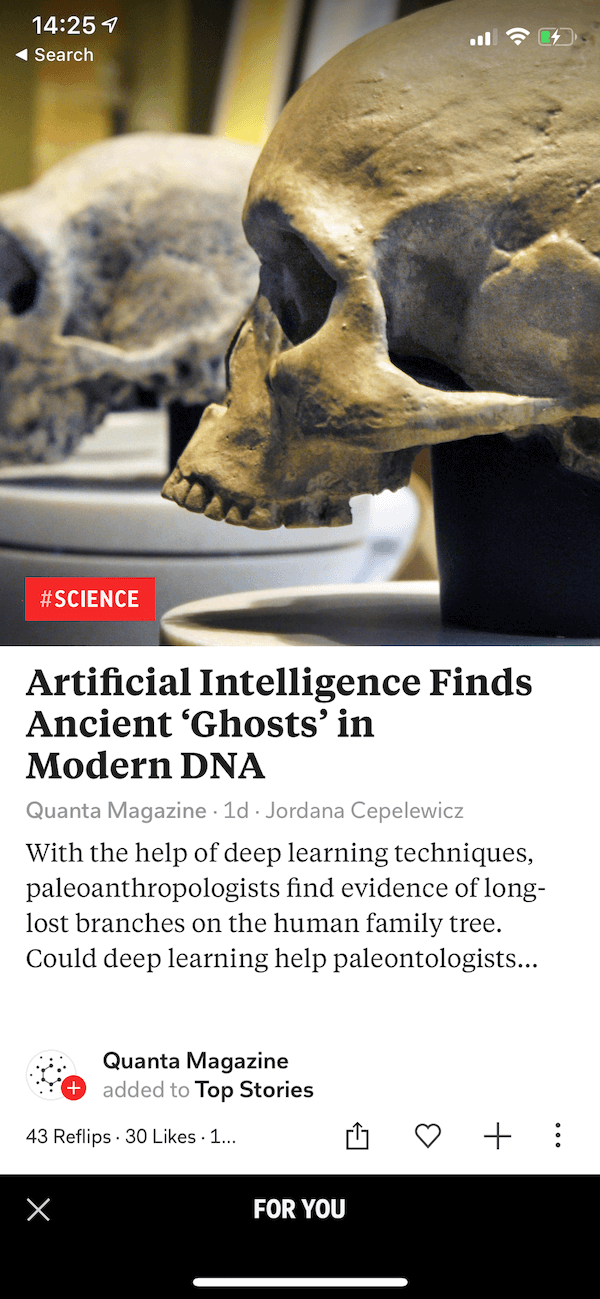 14:25
Search
#SCIENCE
Artificial Intelligence Finds
Ancient ‘Ghosts’ in
Modern DNA
Quanta Magazine · 1d · Jordana Cepelewicz
With the help of deep learning techniques,
paleoanthropologists find evidence of long-
lost branches on the human family tree.
Could deep learning help paleontologists...
Quanta Magazine
added to Top Stories
43 Reflips · 30 Likes · 1...
FOR YOU